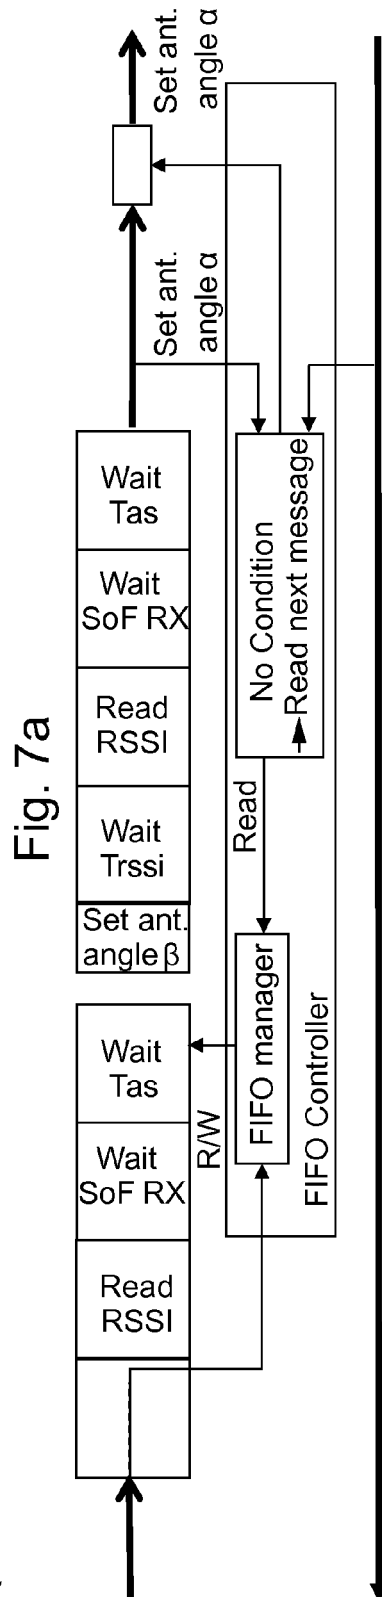 Set ant.
angle α
Set ant.
angle α
Wait
Tas
Wait
SoF RX
Read
RSSI
Wait
Trssi
Set ant.
angle β
No Condition
Read next message
Fig. 7a
Read
Wait
Tas
Wait
SoF RX
Read
RSSI
R/W
FIFO manager
FIFO Controller